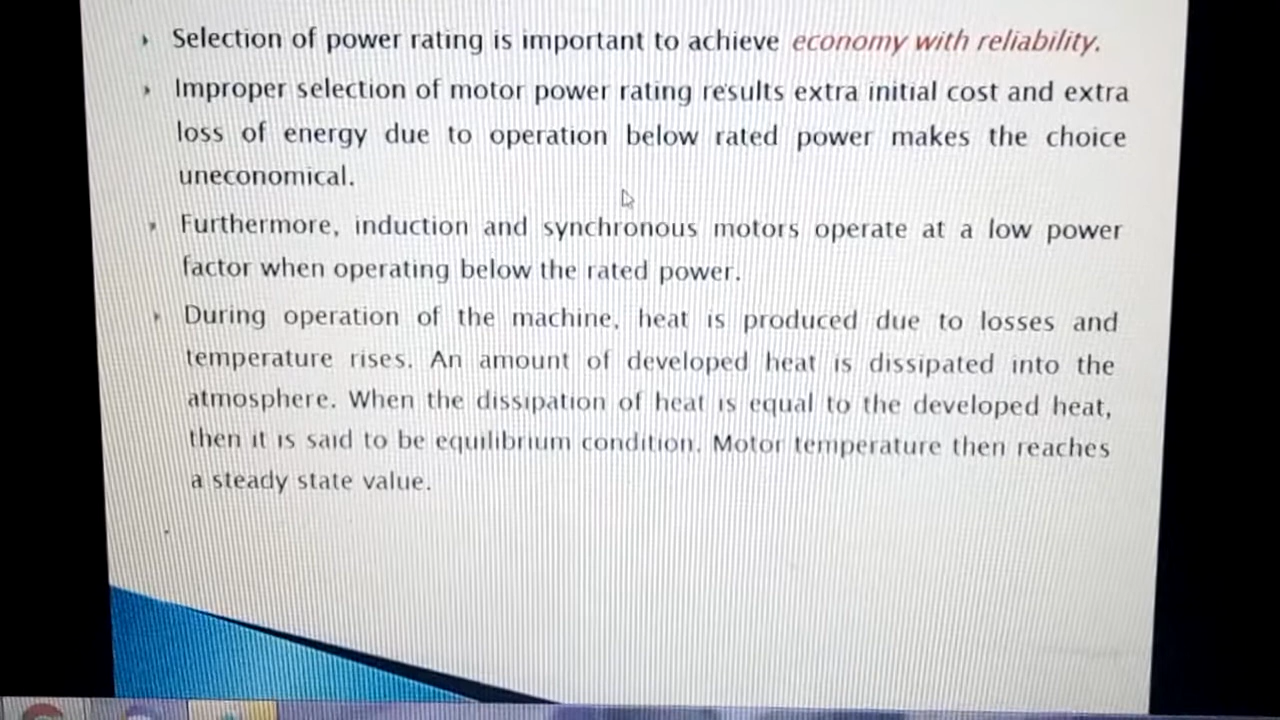 Selection of power rating is important to achieve economy with reliability.
Improper selection of motor power rating results extra initial cost and extra
loss of energy due to operation below rated power makes the choice
uneconomical.
Furthermore, induction and synchronous motors operate at a low power
factor when operating below the rated power.
During operation of the machine, heat is produced due to losses and
temperature rises. An amount of developed heat is dissipated into the
atmosphere. When the dissipation of heat is equal to the developed heat,
then it is said to be equilibrium condition. Motor temperature then reaches
a steady state value.